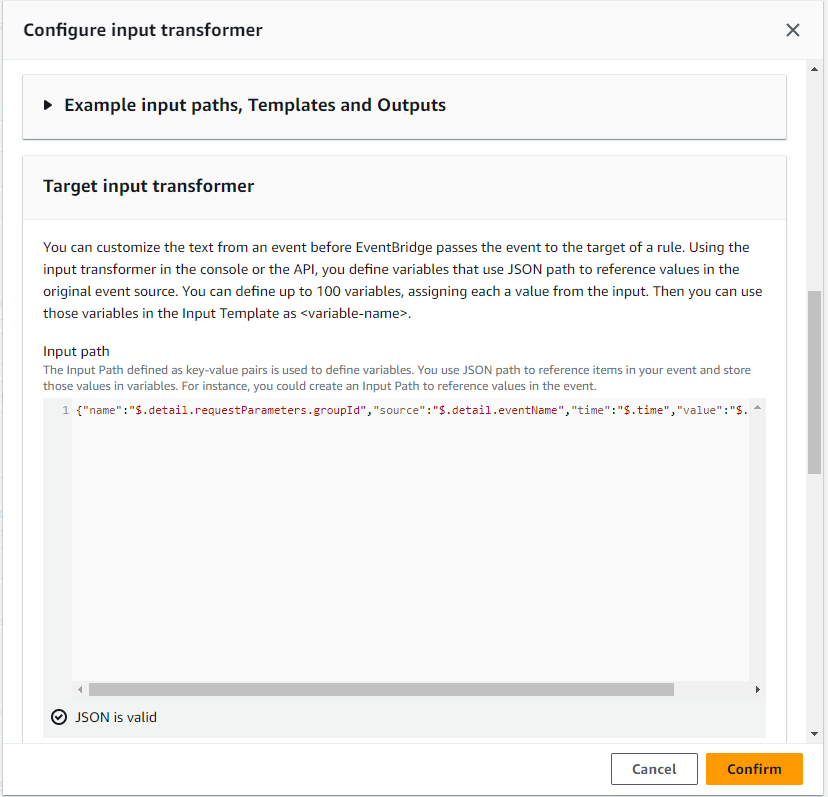 Configure input transformer
Example input paths, Templates and Outputs
Target input transformer
You can customize the text from an event before EventBridge passes the event to the target of a rule. Using the
input transformer in the console or the API, you define variables that use JSON path to reference values in the
original event source. You can define up to 100 variables, assigning each a value from the input. Then you can use
those variables in the Input Template as <variable-name>.
Input path
The Input Path defined as key-value pairs is used to define variables. You use JSON path to reference items in your event and store
those values in variables. For instance, you could create an Input Path to reference values in the event.
1 {"name":"$.detail.requestParameters.groupId","source":"$.detail.eventName","time":"$.time","value":"$.
JSON is valid
Cancel
Confirm